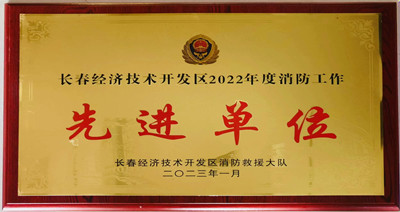 长春经济技术开发区2022年度消防工作
先进单位
长春经济技术开发区消防救援大队
二〇二三年一月